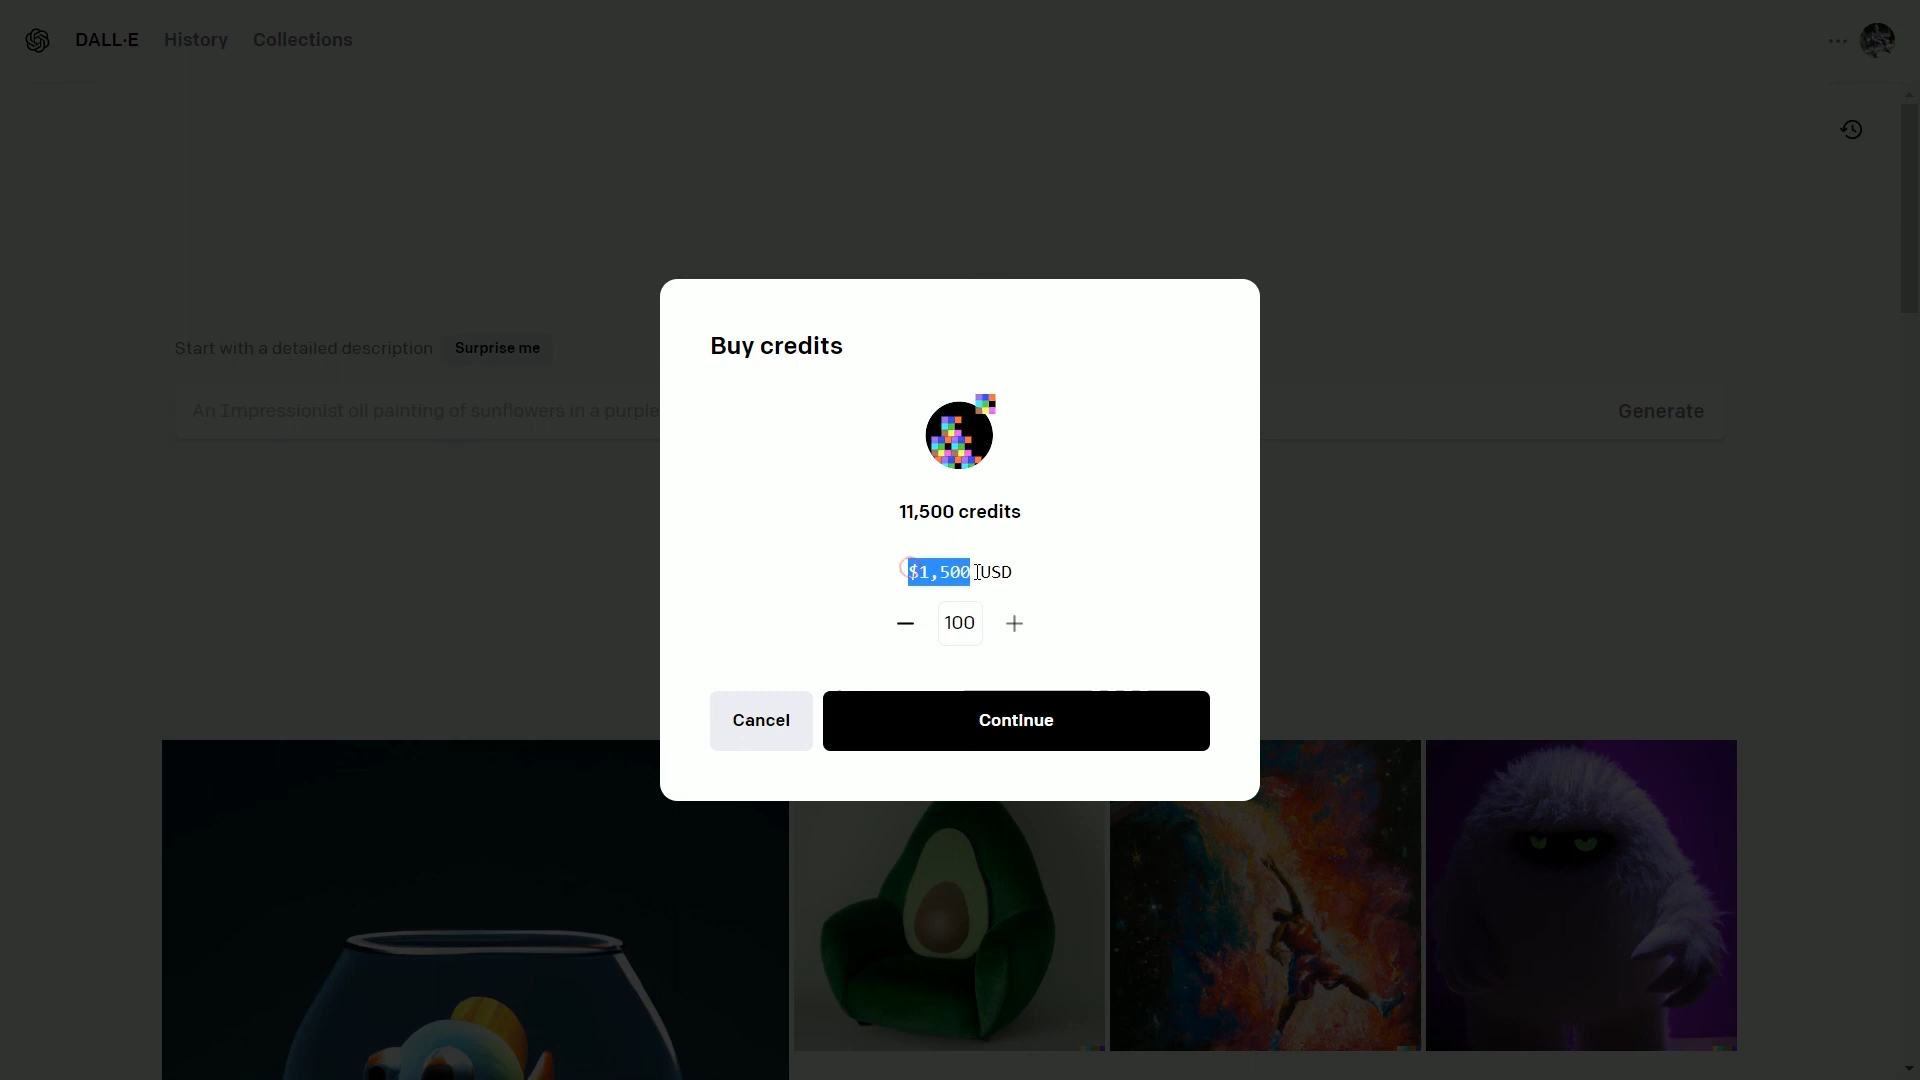 DALL·E History Collections
Start with a detailed description Surprise me
An Impressionist oil painting of sunflowers in a purple
Generate
Buy credits
11,500 credits
$1,500 USD
100
Cancel
Continue